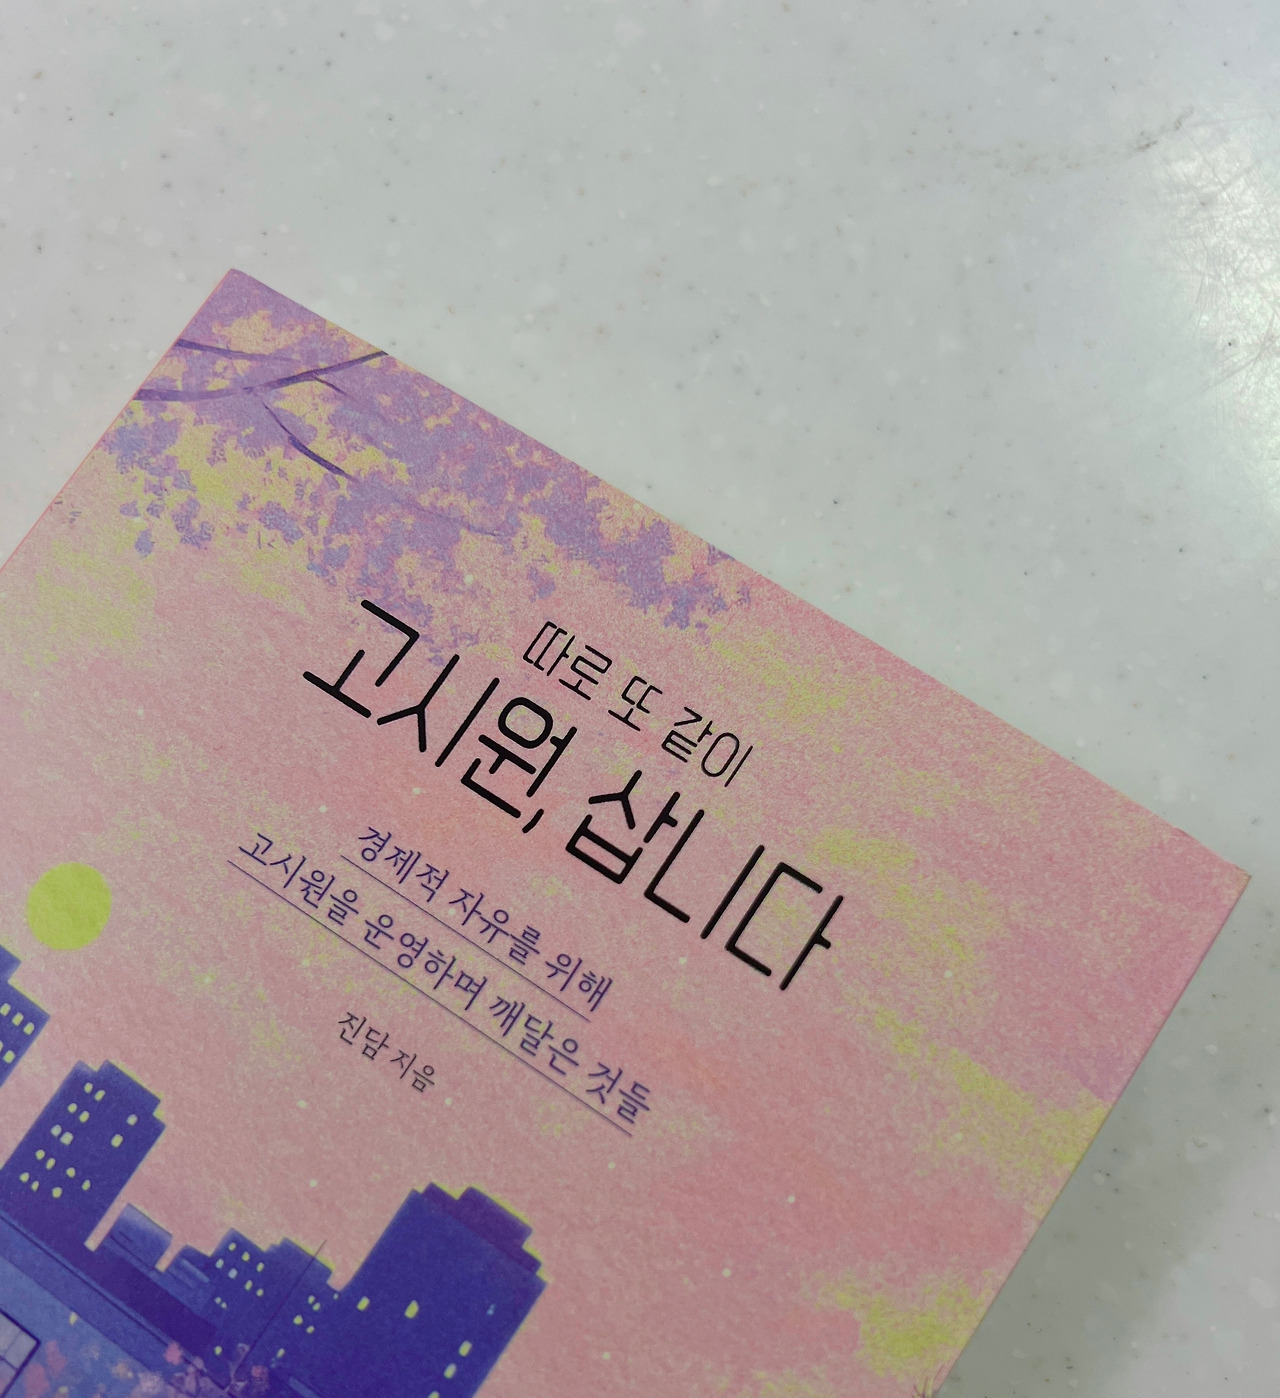 따로 또 같이
고시원, 삽니다
경제적 자유를 위해
고시원을 운영하며 깨달은 것들
진담 지음